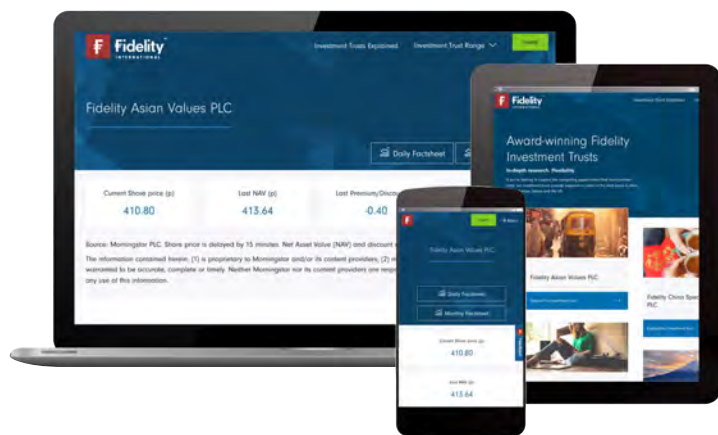 Fidelity
INTERNATIONAL
Investment Trusts Explained Investment Trust Range
Fidelity Asian Values PLC
Daily Factsheet
Current Share price (p) Last NAV (p) Last Premium/Discou
410.80 413.64 -0.40
Source: Morningstar PLC. Share price is delayed by 15 minutes. Net Asset Value (NAV) and discount
The information contained herein: (1) is proprietary to Morningstar and/or its content providers; (2)
warranted to be accurate, complete or timely. Neither Morningstar nor its content providers are resp
any use of this information.
Fidelity
INTERNATIONAL
Award-winning Fidelity
Investment Trusts
In-depth research, flexibility
Fidelity Asian Values PLC
Fidelity China Speci
PLC
Fidelity Asian Values PLC
Daily Factsheet
Monthly Factsheet
Current Share price (p)
410.80
Last NAV (p)
413.64